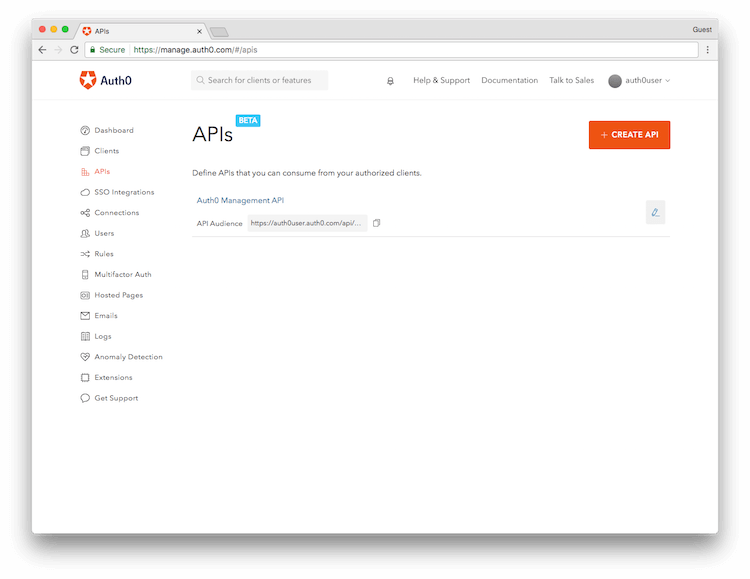 APIs
Guest
Secure
https://manage.auth0.com/#/apis
Auth0
Search for clients or features
Help & Support
Documentation
Talk to Sales
auth0user
Dashboard
Clients
APIs
SSO Integrations
Connections
Users
Rules
Multifactor Auth
Hosted Pages
Emails
Logs
Anomaly Detection
Extensions
Get Support
APIs
BETA
+ CREATE API
Define APIs that you can consume from your authorized clients.
Auth0 Management API
API Audience
https://auth0user.auth0.com/api/...